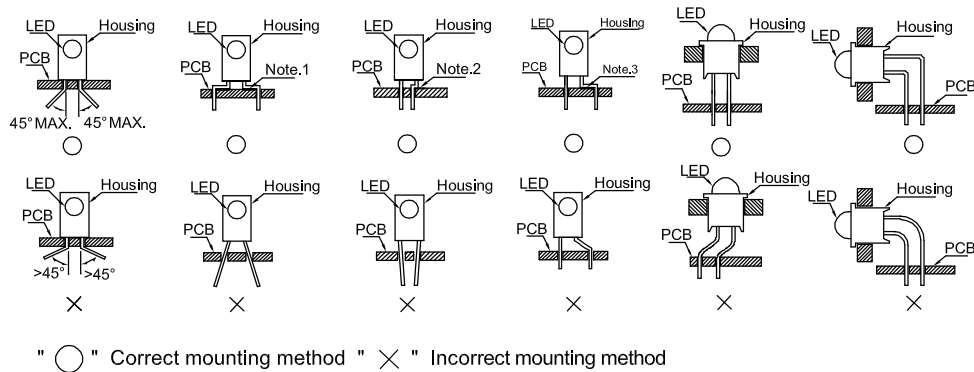 LED Housing
PCB
45° MAX. 45° MAX.
LED Housing
PCB Note.1
LED Housing
PCB Note.2
LED Housing
PCB Note.3
LED
Housing
PCB
Housing
LED
PCB
LED Housing
PCB
>45° >45°
LED Housing
PCB
LED Housing
PCB
LED Housing
PCB
LED
Housing
PCB
Housing
LED
PCB
" ◯ " Correct mounting method " ✕ " Incorrect mounting method